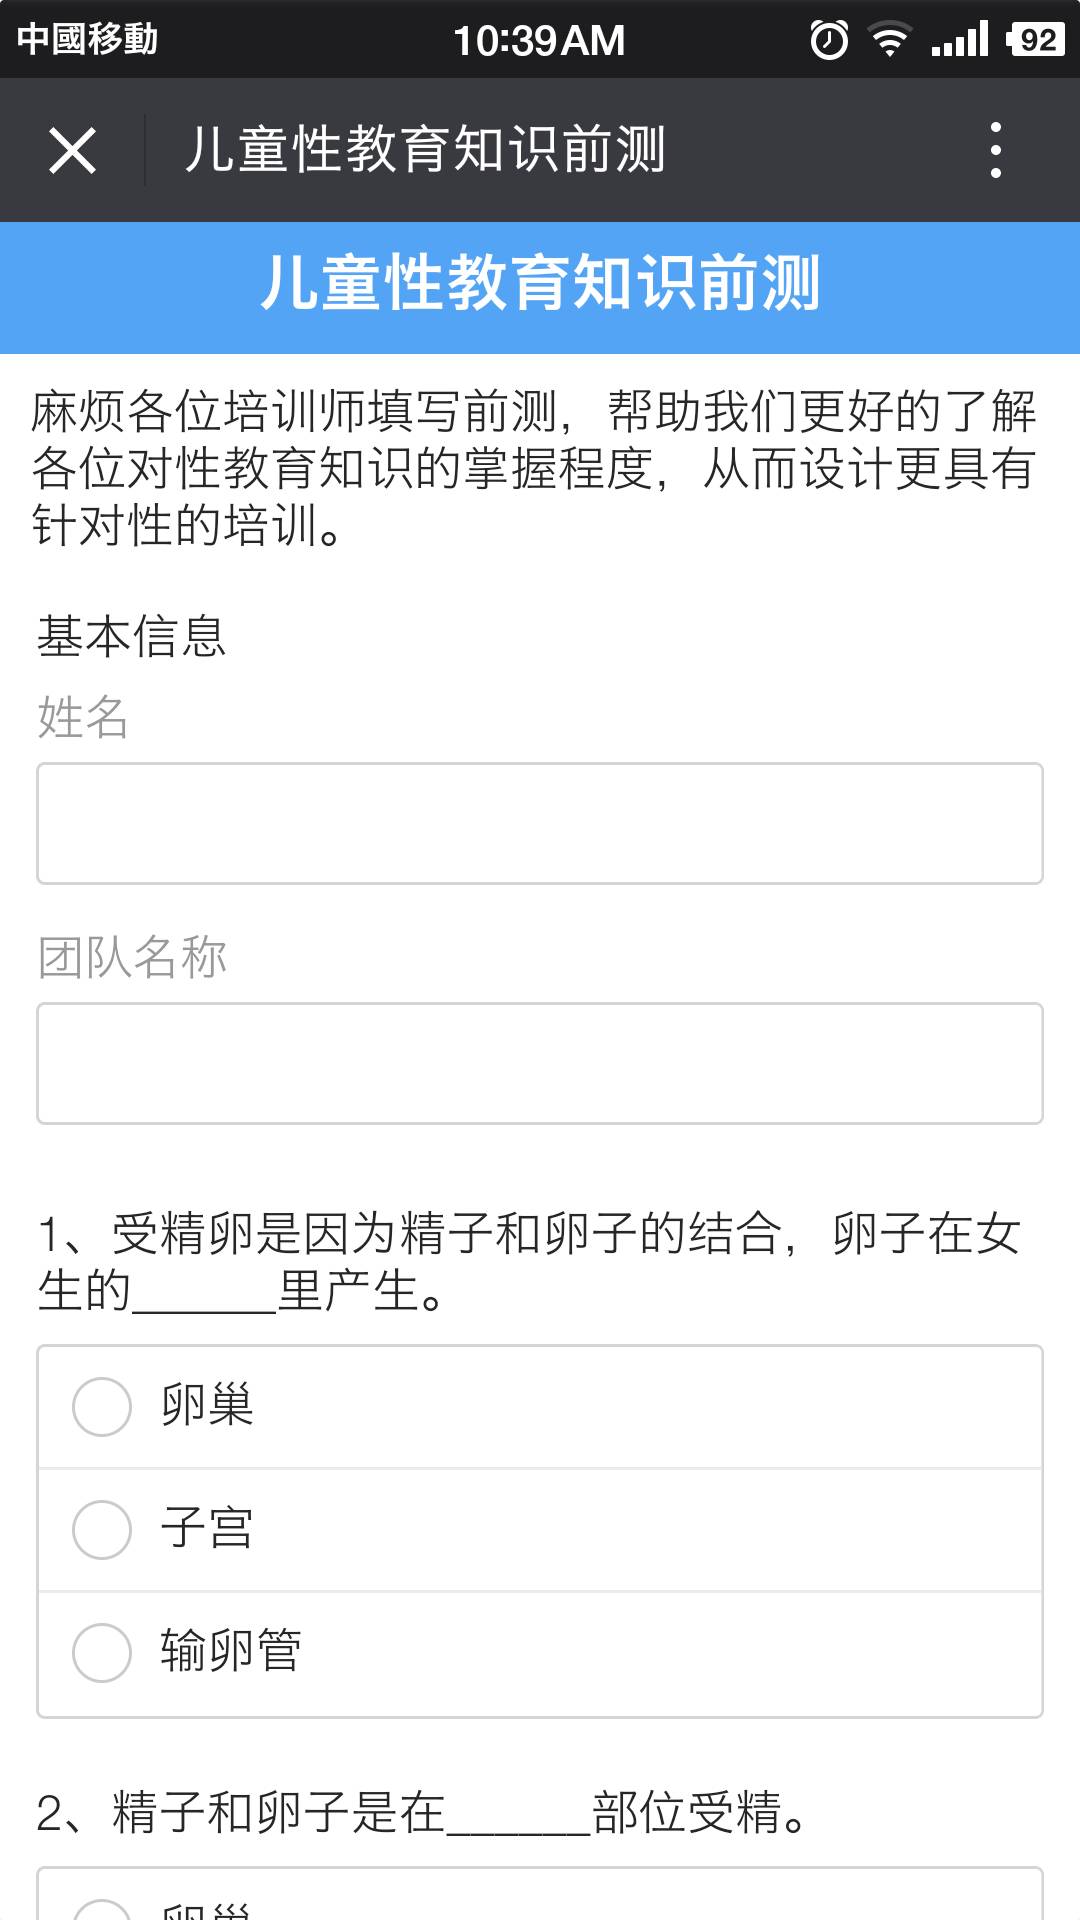 中國移動 10:39AM 92
儿童性教育知识前测
儿童性教育知识前测
麻烦各位培训师填写前测，帮助我们更好的了解
各位对性教育知识的掌握程度，从而设计更具有
针对性的培训。
基本信息
姓名
团队名称
1、受精卵是因为精子和卵子的结合，卵子在女
生的______里产生。
卵巢
子宫
输卵管
2、精子和卵子是在______部位受精。
卵巢